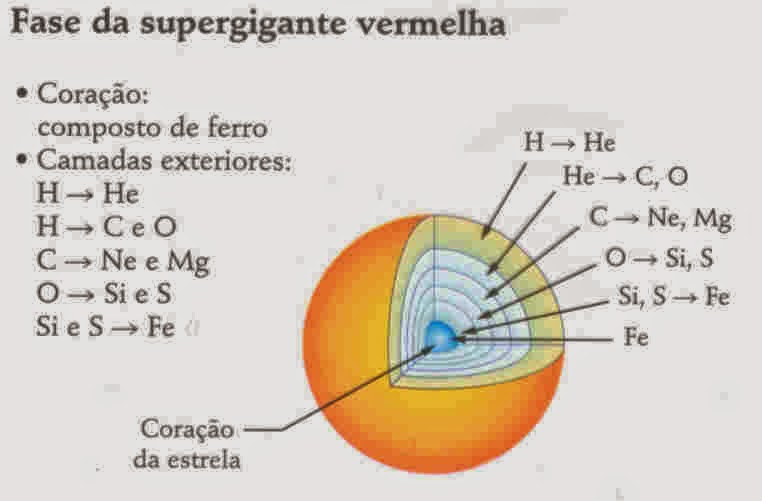 Fase da supergigante vermelha
• Coração:
composto de ferro
• Camadas exteriores:
H → He
H → C e O
C → Ne e Mg
O → Si e S
Si e S → Fe
H → He
He → C, O
C → Ne, Mg
O → Si, S
Si, S → Fe
Fe
Coração
da estrela